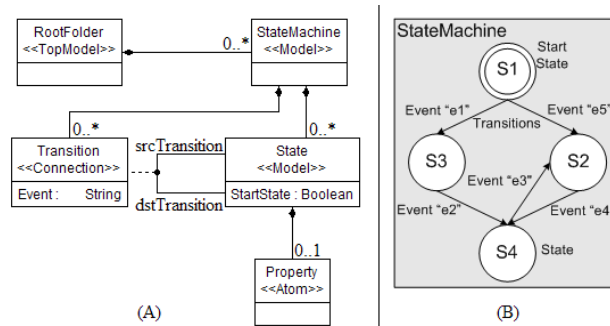 RootFolder
<<TopModel>>
0..*
StateMachine
<<Model>>
0..*
0..*
Transition
<<Connection>>
Event : String
srcTransition
dstTransition
State
<<Model>>
StartState : Boolean
0..1
Property
<<Atom>>
(A)
StateMachine
S1
Start
State
Event “e1”
Event “e5”
Transitions
S3
S2
Event “e3”
Event “e2”
Event “e4
S4
State
(B)